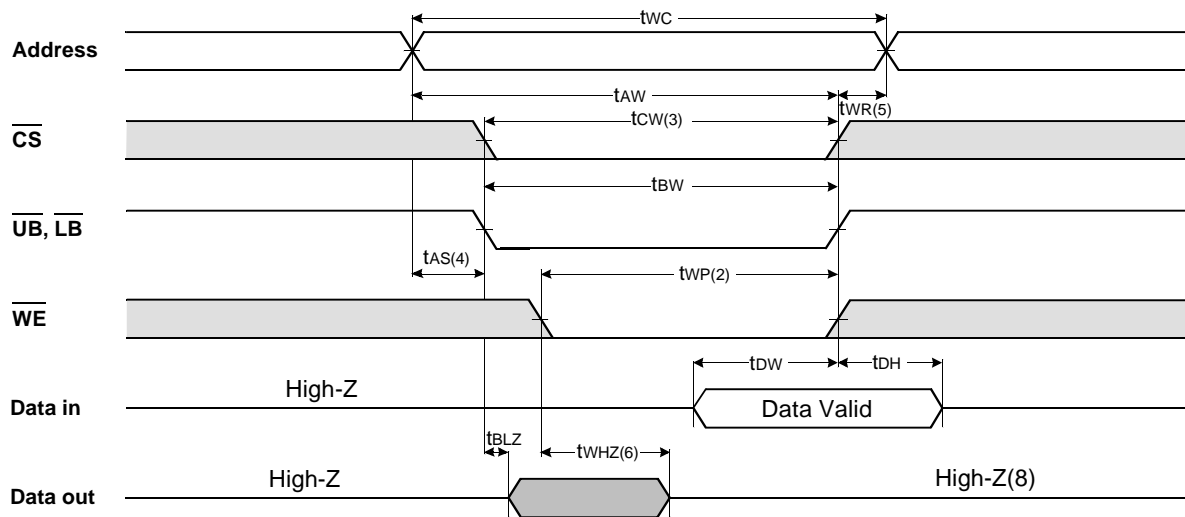 tWC
Address
tAW
tWR(5)
CS
tCW(3)
tBW
UB, LB
tAS(4)
tWP(2)
WE
tDW
tDH
High-Z
Data in
Data Valid
tBLZ
tWHZ(6)
High-Z
High-Z(8)
Data out